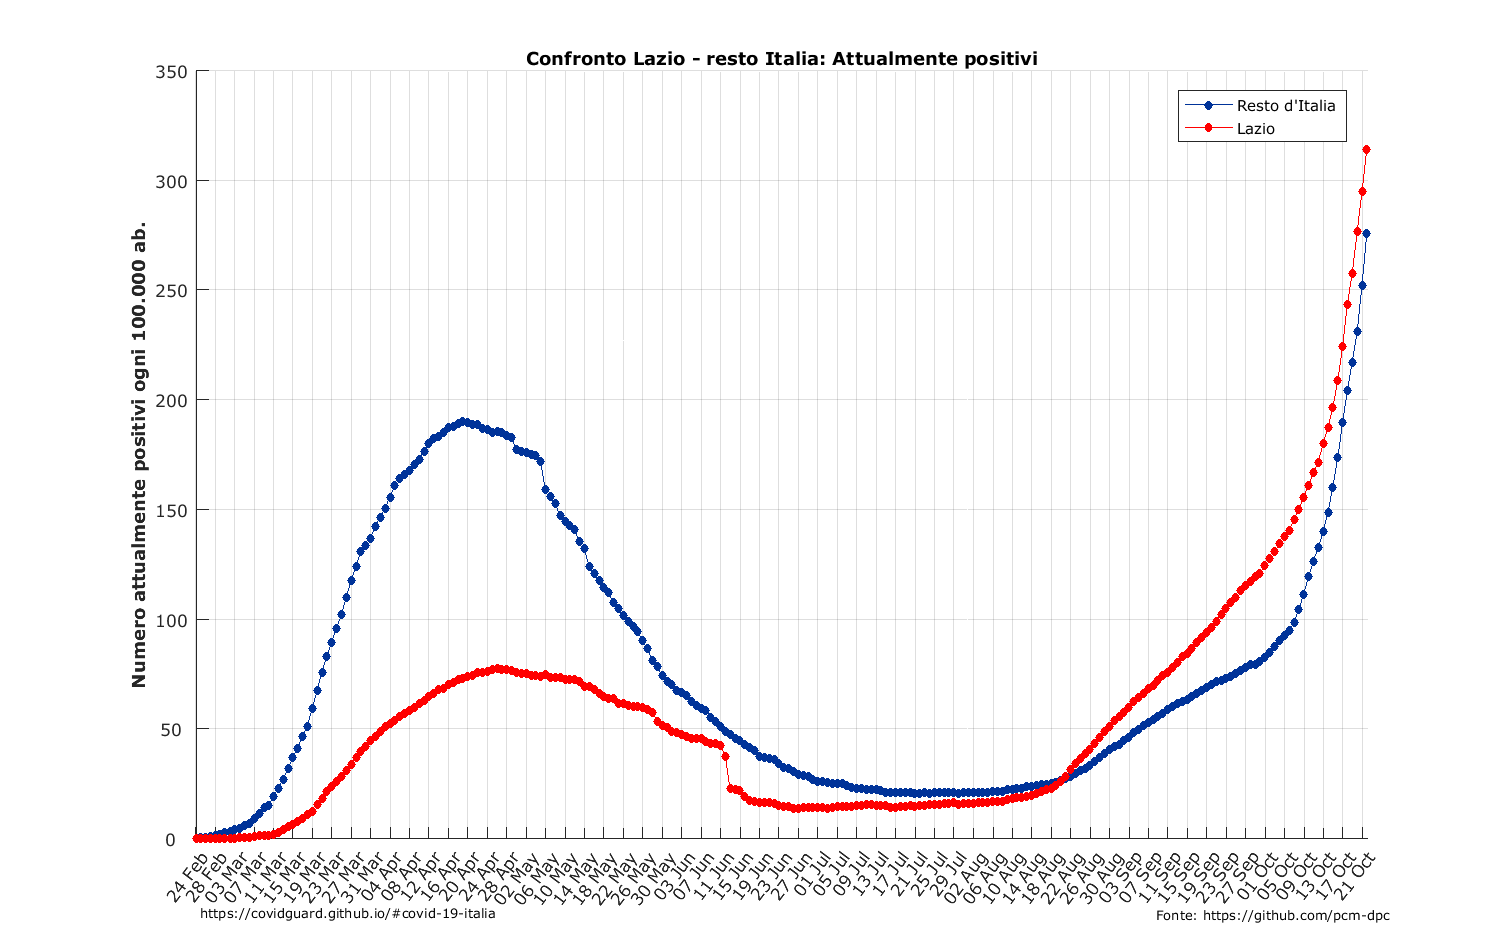 Confronto Lazio - resto Italia: Attualmente positivi
Resto d'Italia
Lazio
Numero attualmente positivi ogni 100.000 ab.
350
300
250
200
150
100
50
0
24 Feb
28 Feb
03 Mar
07 Mar
11 Mar
15 Mar
19 Mar
23 Mar
27 Mar
31 Mar
04 Apr
08 Apr
12 Apr
16 Apr
20 Apr
24 Apr
28 Apr
02 May
06 May
10 May
14 May
18 May
22 May
26 May
30 May
03 Jun
07 Jun
11 Jun
15 Jun
19 Jun
23 Jun
27 Jun
01 Jul
05 Jul
09 Jul
13 Jul
17 Jul
21 Jul
25 Jul
29 Jul
02 Aug
06 Aug
10 Aug
14 Aug
18 Aug
22 Aug
26 Aug
30 Aug
03 Sep
07 Sep
11 Sep
15 Sep
19 Sep
23 Sep
27 Sep
01 Oct
05 Oct
09 Oct
13 Oct
17 Oct
21 Oct
https://covidguard.github.io/#covid-19-italia
Fonte: https://github.com/pcm-dpc